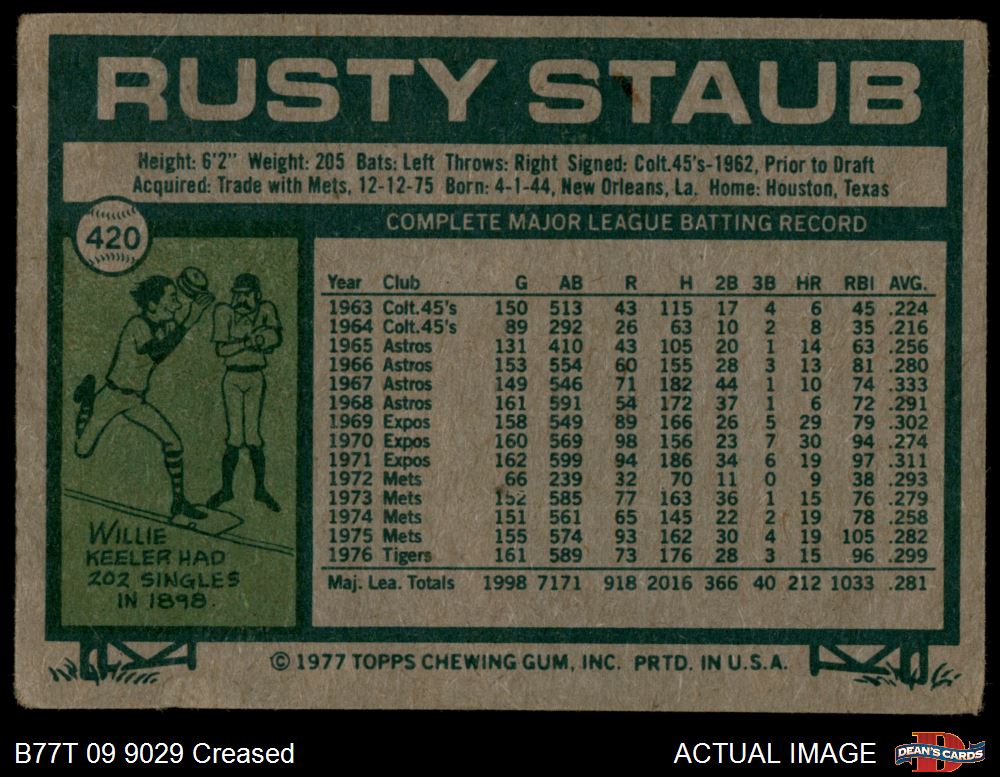 RUSTY STAUB
Height: 6'2" Weight: 205 Bats: Left Throws: Right Signed: Colt.45's-1962, Prior to Draft
Acquired: Trade with Mets, 12-12-75 Born: 4-1-44, New Orleans, La. Home: Houston, Texas
420
COMPLETE MAJOR LEAGUE BATTING RECORD
Year Club G AB R H 2B 3B HR RBI AVG.
1963 Colt.45's 150 513 43 115 17 4 6 45 .224
1964 Colt.45's 89 292 26 63 10 2 8 35 .216
1965 Astros 131 410 43 105 20 1 14 63 .256
1966 Astros 153 554 60 155 28 3 13 81 .280
1967 Astros 149 546 71 182 44 1 10 74 .333
1968 Astros 161 591 54 172 37 1 6 72 .291
1969 Expos 158 549 89 166 26 5 29 79 .302
1970 Expos 160 569 98 156 23 7 30 94 .274
1971 Expos 162 599 94 186 34 6 19 97 .311
1972 Mets 66 239 32 70 11 0 9 38 .293
1973 Mets 152 585 77 163 36 1 15 76 .279
1974 Mets 151 561 65 145 22 2 19 78 .258
1975 Mets 155 574 93 162 30 4 19 105 .282
1976 Tigers 161 589 73 176 28 3 15 96 .299
Maj. Lea. Totals 1998 7171 918 2016 366 40 212 1033 .281
WILLIE
KEELER HAD
202 SINGLES
IN 1898.
© 1977 TOPPS CHEWING GUM, INC. PRTD. IN U.S.A.
B77T 09 9029 Creased
ACTUAL IMAGE
DEAN'S CARDS